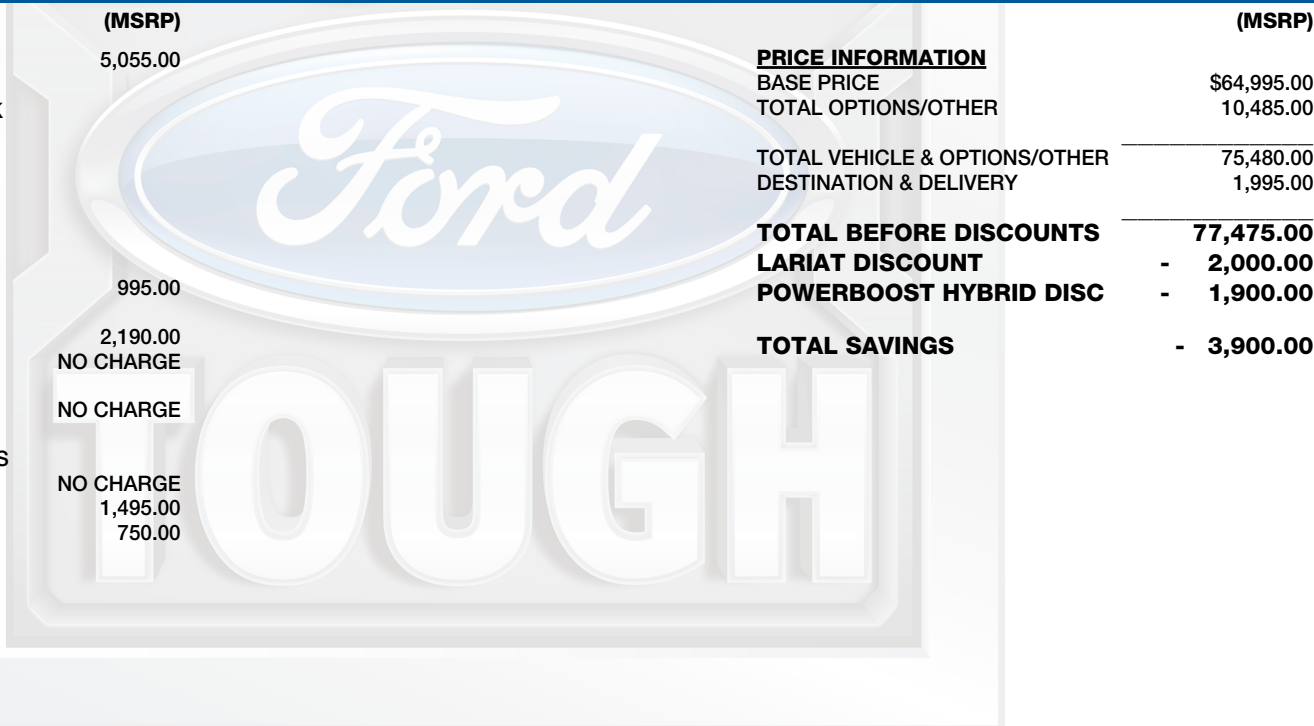 (MSRP)
5,055.00
K
995.00
2,190.00
NO CHARGE
NO CHARGE
S
NO CHARGE
1,495.00
750.00
Ford
TOUGH
(MSRP)
PRICE INFORMATION
BASE PRICE $64,995.00
TOTAL OPTIONS/OTHER 10,485.00
TOTAL VEHICLE & OPTIONS/OTHER 75,480.00
DESTINATION & DELIVERY 1,995.00
TOTAL BEFORE DISCOUNTS 77,475.00
LARIAT DISCOUNT - 2,000.00
POWERBOOST HYBRID DISC - 1,900.00
TOTAL SAVINGS - 3,900.00